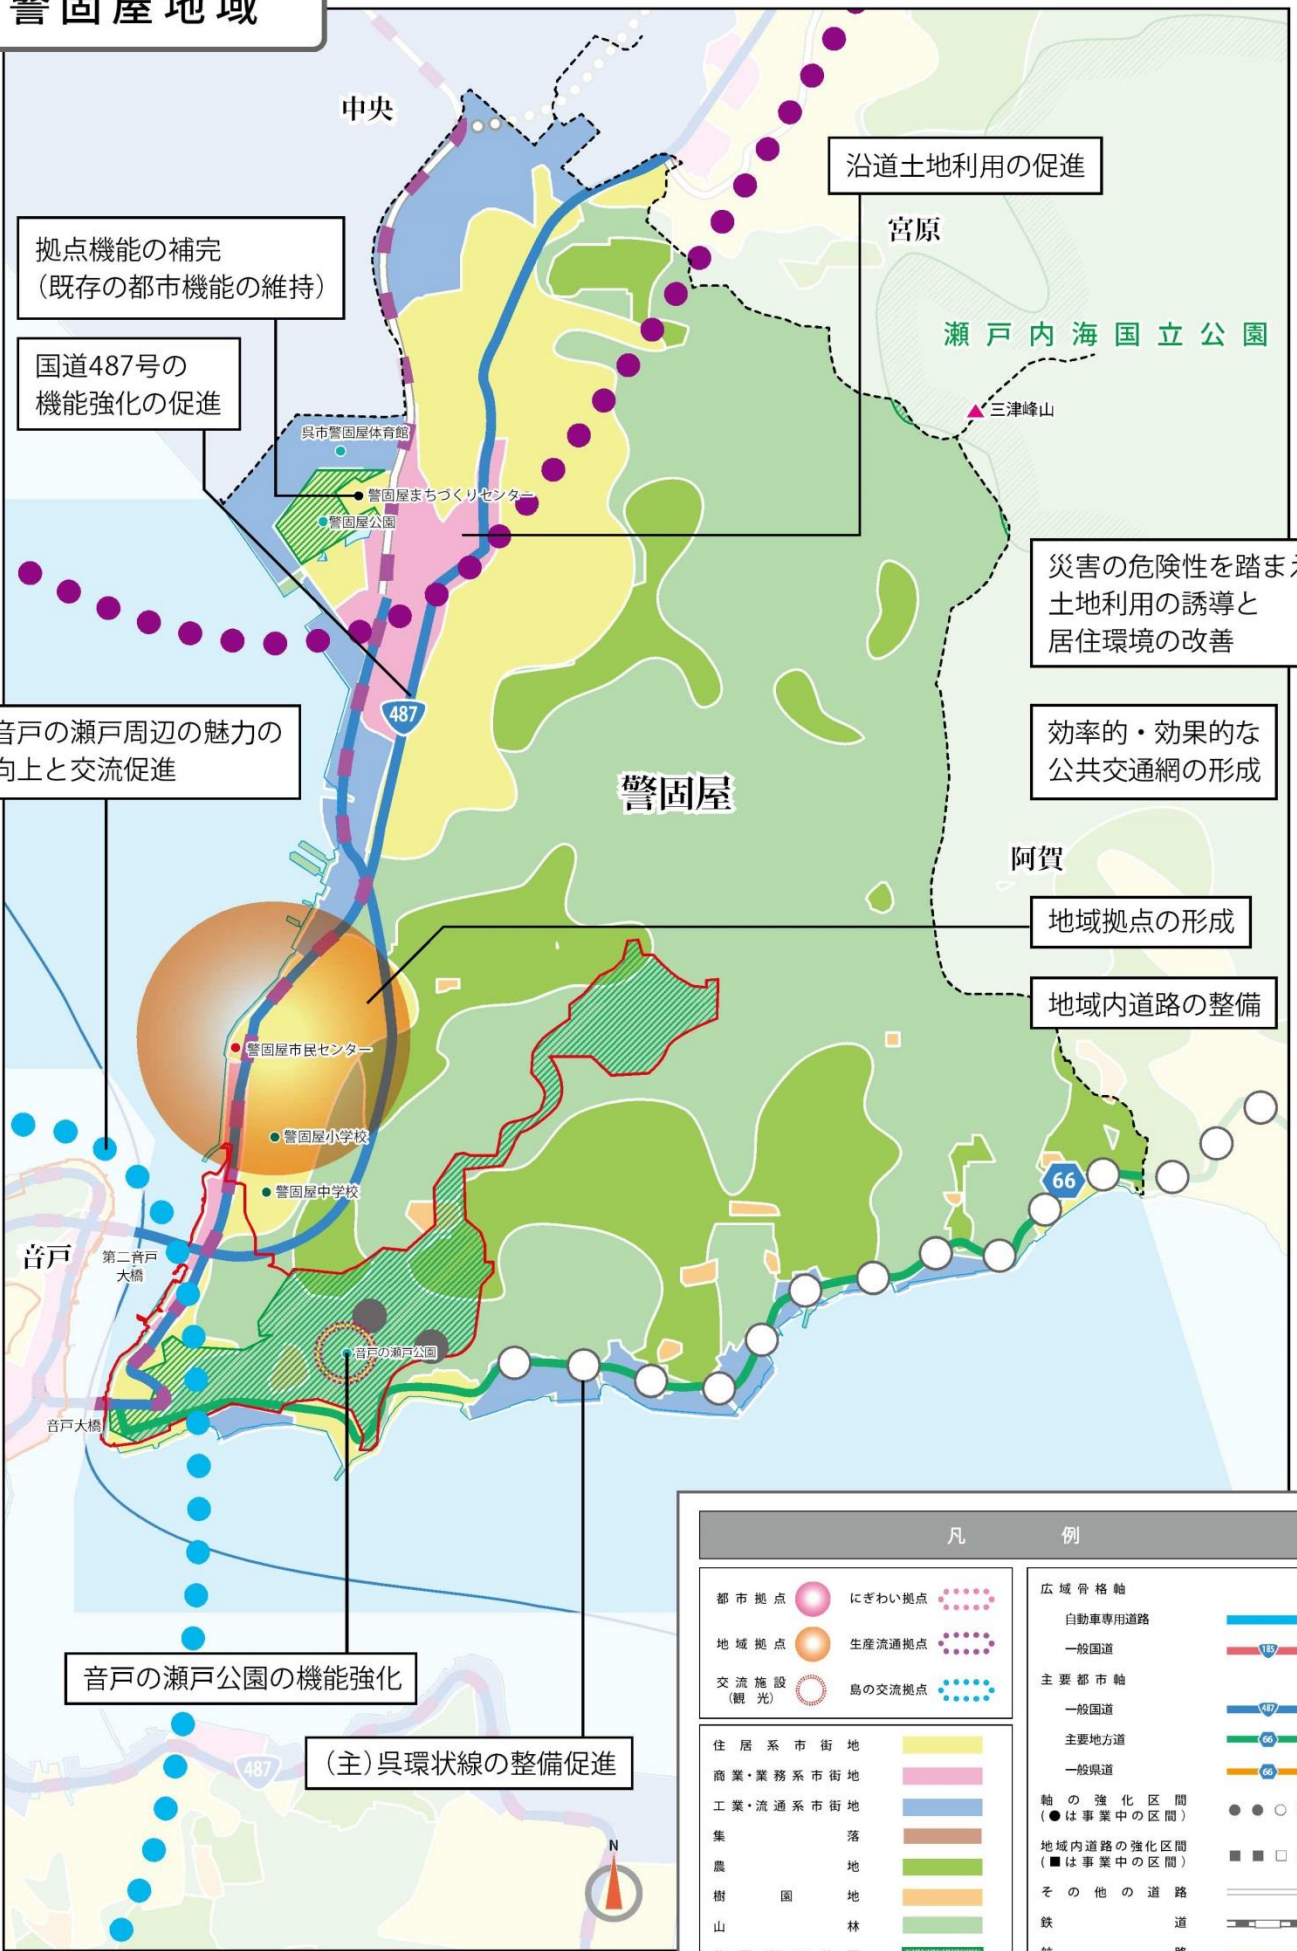 警固屋地域
中央
沿道土地利用の促進
宮原
拠点機能の補完
（既存の都市機能の維持）
瀬戸内海国立公園
国道487号の
機能強化の促進
三津峰山
呉市警固屋体育館
警固屋まちづくりセンター
警固屋公園
災害の危険性を踏まえ
土地利用の誘導と
居住環境の改善
487
音戸の瀬戸周辺の魅力の
向上と交流促進
効率的・効果的な
公共交通網の形成
警固屋
阿賀
地域拠点の形成
地域内道路の整備
警固屋市民センター
警固屋小学校
66
警固屋中学校
音戸
第二音戸
大橋
音戸の瀬戸公園
音戸大橋
音戸の瀬戸公園の機能強化
（主）呉環状線の整備促進
487
N
凡例
都市拠点
にぎわい拠点
地域拠点
生産流通拠点
交流施設
（観光）
島の交流拠点
住居系市街地
商業・業務系市街地
工業・流通系市街地
集落
農地
樹園地
山林
広域骨格軸
自動車専用道路
一般国道
185
主要都市軸
一般国道
487
主要地方道
66
一般県道
66
軸の強化区間
（●は事業中の区間）
地域内道路の強化区間
（■は事業中の区間）
その他の道路
鉄道